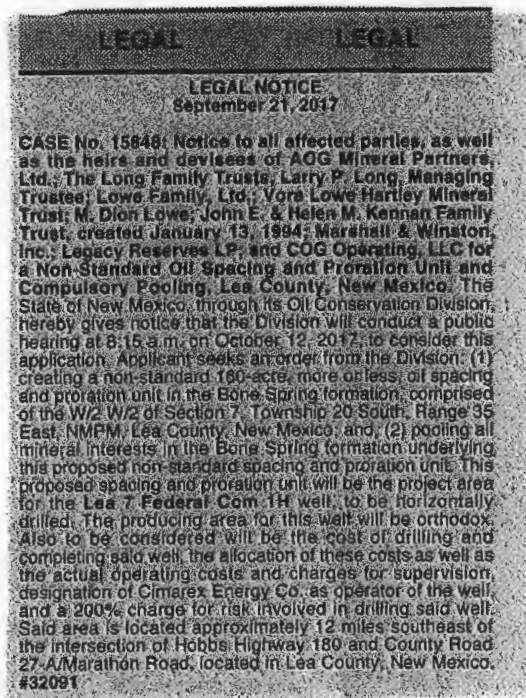 LEGAL LEGAL
LEGAL NOTICE
September 21, 2017
CASE No. 15848: Notice to all affected parties, as well
as the heirs and devisees of AOG Mineral Partners,
Ltd.; The Long Family Trusts, Larry P. Long, Managing
Trustee; Lowe Family, Ltd.; Vora Lowe Hartley Mineral
Trust; M. Dion Lowe; John E. & Helen M. Kennan Family
Trust, created January 13, 1994; Marshall & Winston,
Inc.; Legacy Reserves LP; and COG Operating, LLC for
a Non-Standard Oil Spacing and Proration Unit and
Compulsory Pooling, Lea County, New Mexico. The
State of New Mexico, through its Oil Conservation Division,
hereby gives notice that the Division will conduct a public
hearing at 8:15 a.m. on October 12, 2017, to consider this
application. Applicant seeks an order from the Division: (1)
creating a non-standard 160-acre, more or less, oil spacing
and proration unit in the Bone Spring formation, comprised
of the W/2 W/2 of Section 7, Township 20 South, Range 35
East, NMPM, Lea County, New Mexico; and, (2) pooling all
mineral interests in the Bone Spring formation underlying
this proposed non-standard spacing and proration unit. This
proposed spacing and proration unit will be the project area
for the Lea 7 Federal Com 1H well, to be horizontally
drilled. The producing area for this well will be orthodox.
Also to be considered will be the cost of drilling and
completing said well, the allocation of these costs as well as
the actual operating costs and charges for supervision,
designation of Cimarex Energy Co. as operator of the well,
and a 200% charge for risk involved in drilling said well.
Said area is located approximately 12 miles southeast of
the intersection of Hobbs Highway 180 and County Road
27-A/Marathon Road, located in Lea County, New Mexico.
#32091